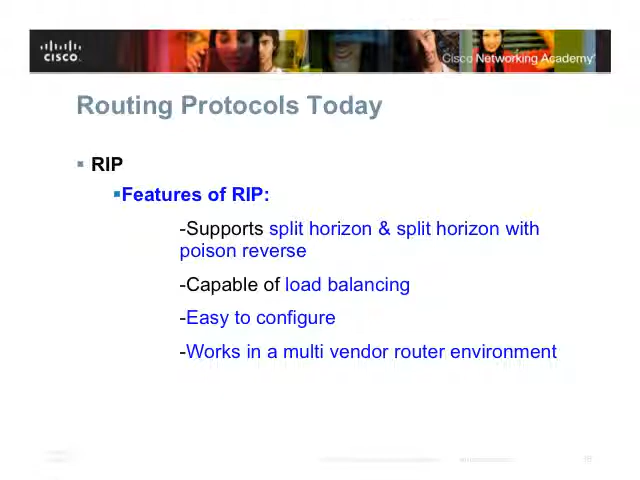 CISCO
Cisco Networking Academy
Routing Protocols Today
RIP
Features of RIP:
-Supports split horizon & split horizon with
poison reverse
-Capable of load balancing
-Easy to configure
-Works in a multi vendor router environment